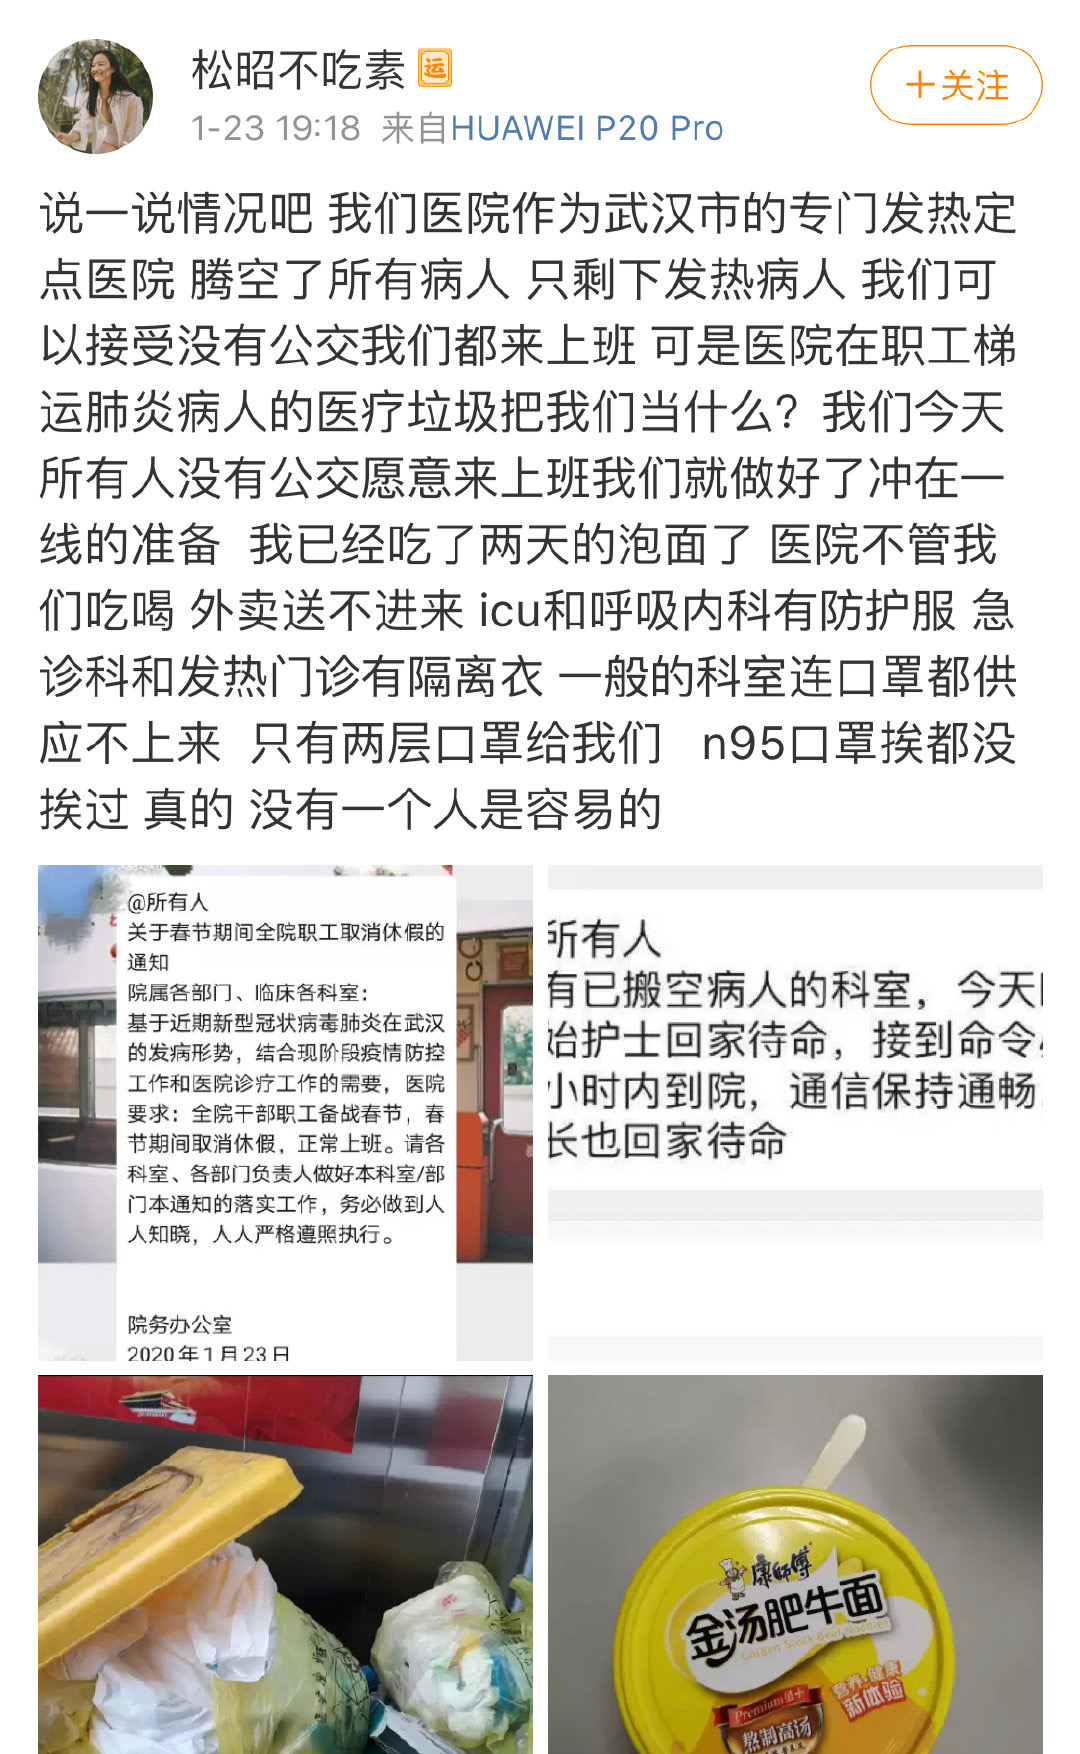 松昭不吃素 运
+关注
1-23 19:18 来自HUAWEI P20 Pro
说一说情况吧 我们医院作为武汉市的专门发热定
点医院 腾空了所有病人 只剩下发热病人 我们可
以接受没有公交我们都来上班 可是医院在职工梯
运肺炎病人的医疗垃圾把我们当什么？我们今天
所有人没有公交愿意来上班我们就做好了冲在一
线的准备 我已经吃了两天的泡面了 医院不管我
们吃喝 外卖送不进来 icu和呼吸内科有防护服 急
诊科和发热门诊有隔离衣 一般的科室连口罩都供
应不上来 只有两层口罩给我们 n95口罩挨都没
挨过 真的 没有一个人是容易的
@所有人
关于春节期间全院职工取消休假的
通知
院属各部门、临床各科室：
基于近期新型冠状病毒肺炎在武汉
的发病形势，结合现阶段疫情防控
工作和医院诊疗工作的需要，医院
要求：全院干部职工备战春节，春
节期间取消休假，正常上班。请各
科室、各部门负责人做好本科室/部
门本通知的落实工作，务必做到人
人知晓，人人严格遵照执行。
院务办公室
2020年1月23日
所有人
有已搬空病人的科室，今天
始护士回家待命，接到命令
小时内到院，通信保持通畅
长也回家待命
康師傅
金汤肥牛面
Golden Stock Beef Noodles
营养·健康
新体验
Premium
熬制高汤